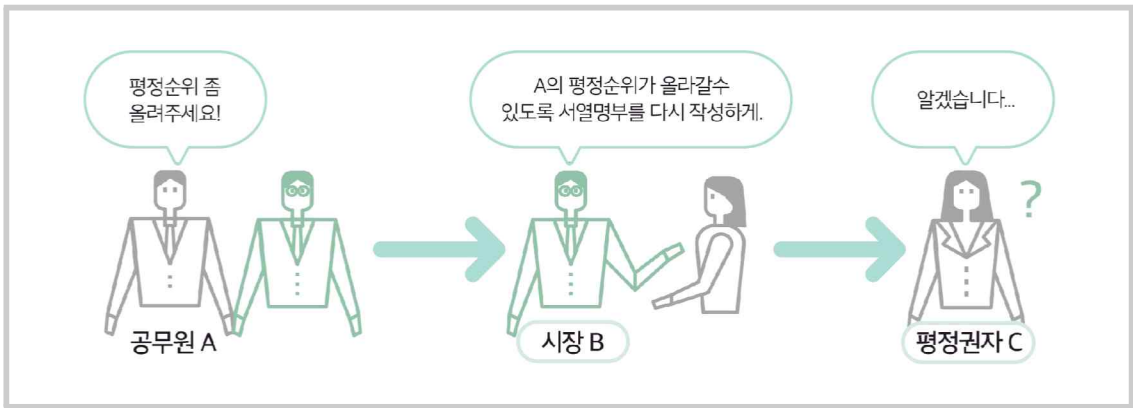 평정순위 좀
올려주세요!
A의 평정순위가 올라갈수
있도록 서열명부를 다시 작성하게.
알겠습니다...
?
공무원 A
시장 B
평정권자 C